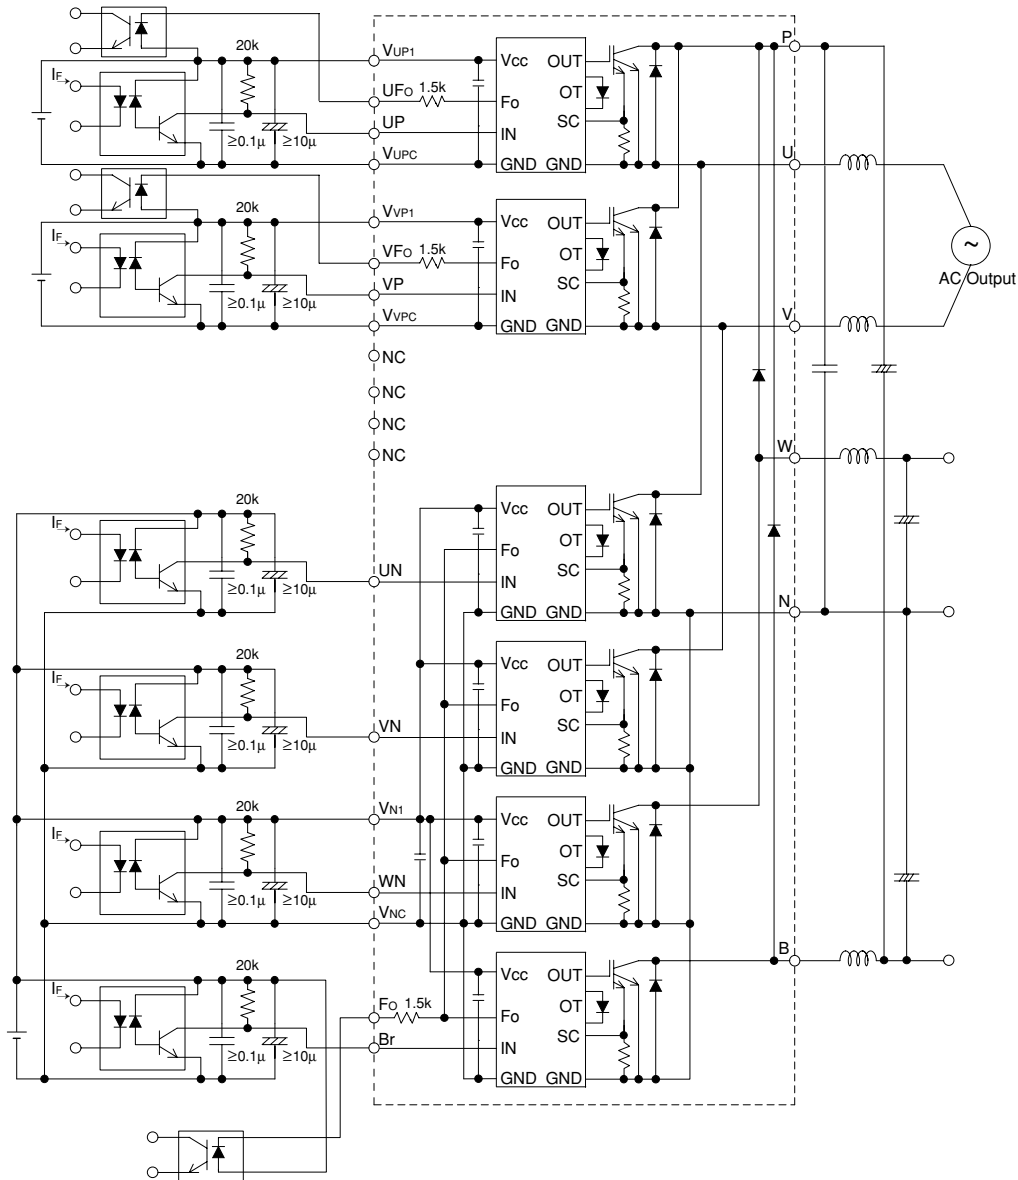 P
20k
VUP1
Vcc
OUT
IF
UFO
1.5k
OT
Fo
UP
SC
IN
≥0.1μ
≥10μ
VUPC
GND
GND
U
20k
VVP1
Vcc
OUT
IF
VFO
1.5k
OT
Fo
~
AC Output
VP
SC
IN
≥0.1μ
≥10μ
VVPC
GND
GND
V
NC
NC
NC
NC
W
20k
Vcc
OUT
IF
OT
Fo
UN
SC
IN
≥0.1μ
≥10μ
GND
GND
N
20k
Vcc
OUT
IF
OT
Fo
VN
SC
IN
≥0.1μ
≥10μ
GND
GND
20k
VN1
Vcc
OUT
IF
OT
Fo
WN
SC
IN
≥0.1μ
≥10μ
VNC
GND
GND
B
20k
Vcc
OUT
IF
FO
1.5k
OT
Fo
Br
SC
IN
≥0.1μ
≥10μ
GND
GND